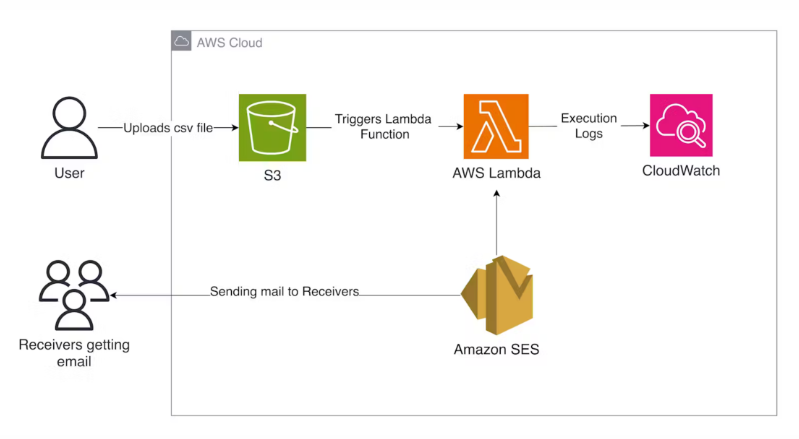 AWS Cloud
Uploads csv file
Triggers Lambda
Function
Execution
Logs
User
S3
AWS Lambda
CloudWatch
Sending mail to Receivers
Receivers getting
email
Amazon SES